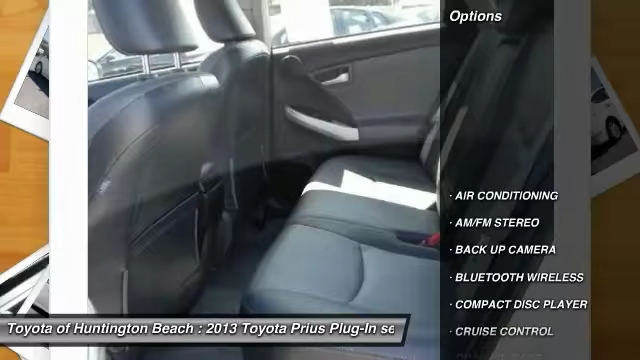 Options
· AIR CONDITIONING
· AM/FM STEREO
· BACK UP CAMERA
· BLUETOOTH WIRELESS
· COMPACT DISC PLAYER
· CRUISE CONTROL
Toyota of Huntington Beach : 2013 Toyota Prius Plug-In se